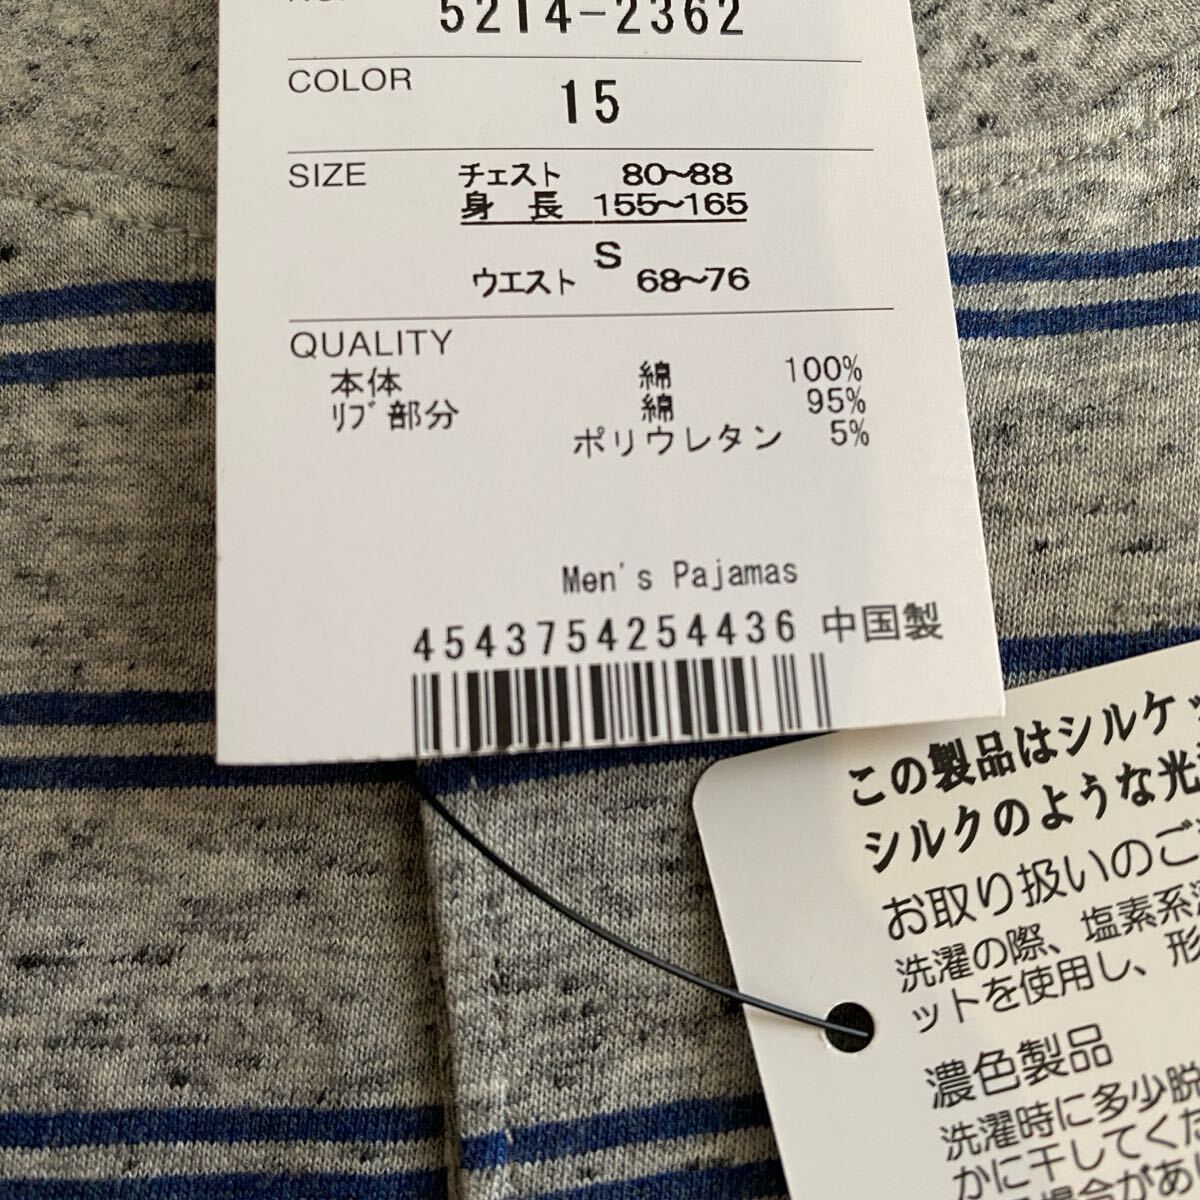 5214-2362
COLOR 15
SIZE チェスト 80~88
身 長 155~165
S
ウエスト 68~76
QUALITY
本体 綿 100%
リブ部分 綿 95%
ポリウレタン 5%
Men's Pajamas
4543754254436 中国製
この製品はシルケッ
シルクのような光
お取り扱いのご
洗濯の際、塩素系
ットを使用し、形
濃色製品
洗濯時に多少脱
かに干してくだ
場合があり